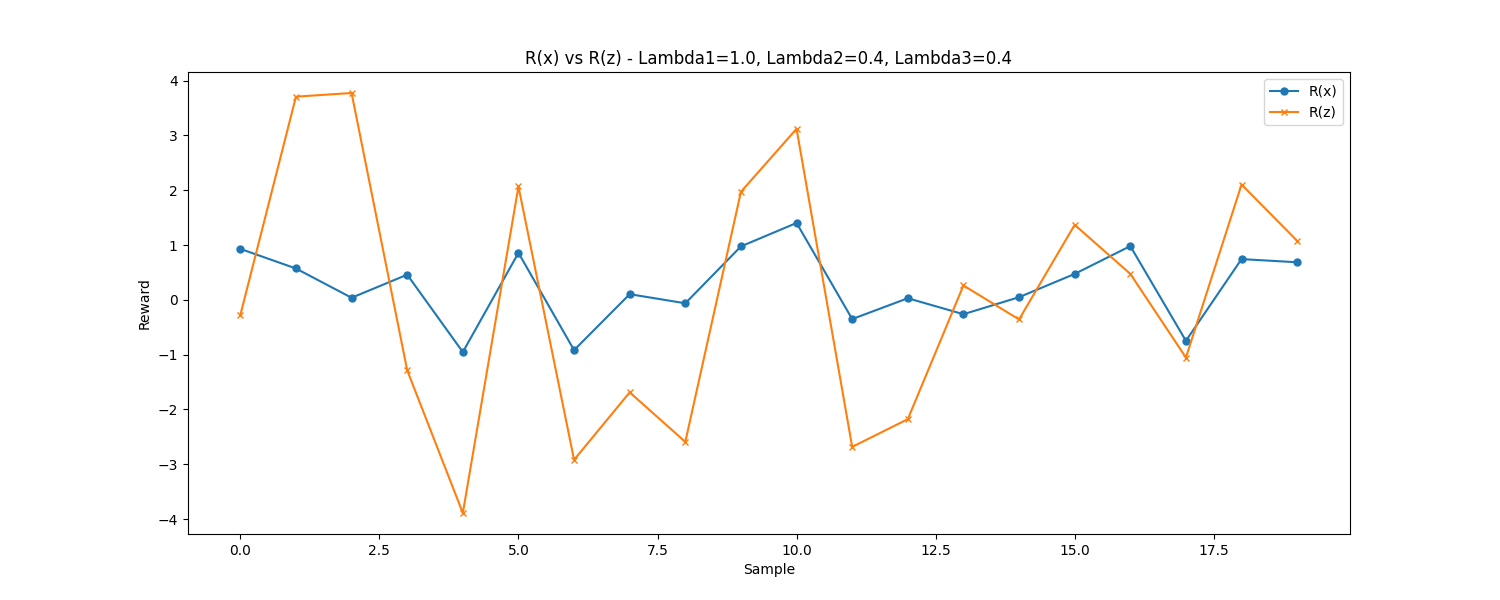 R(x) vs R(z) - Lambda1=1.0, Lambda2=0.4, Lambda3=0.4
R(x)
R(z)
Reward
4
3
2
1
0
−1
−2
−3
−4
0.0 2.5 5.0 7.5 10.0 12.5 15.0 17.5
Sample